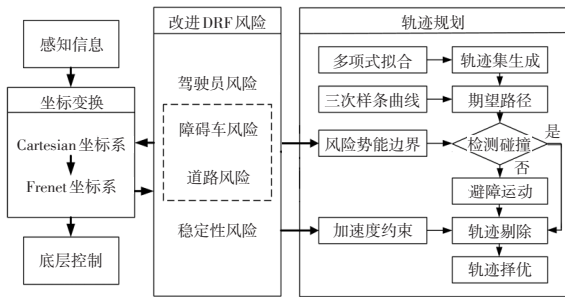 感知信息
坐标变换
Cartesian 坐标系
Frenet 坐标系
底层控制
改进 DRF 风险
驾驶员风险
障碍车风险
道路风险
稳定性风险
轨迹规划
多项式拟合
轨迹集生成
三次样条曲线
期望路径
风险势能边界
检测碰撞
是
否
避障运动
加速度约束
轨迹剔除
轨迹择优